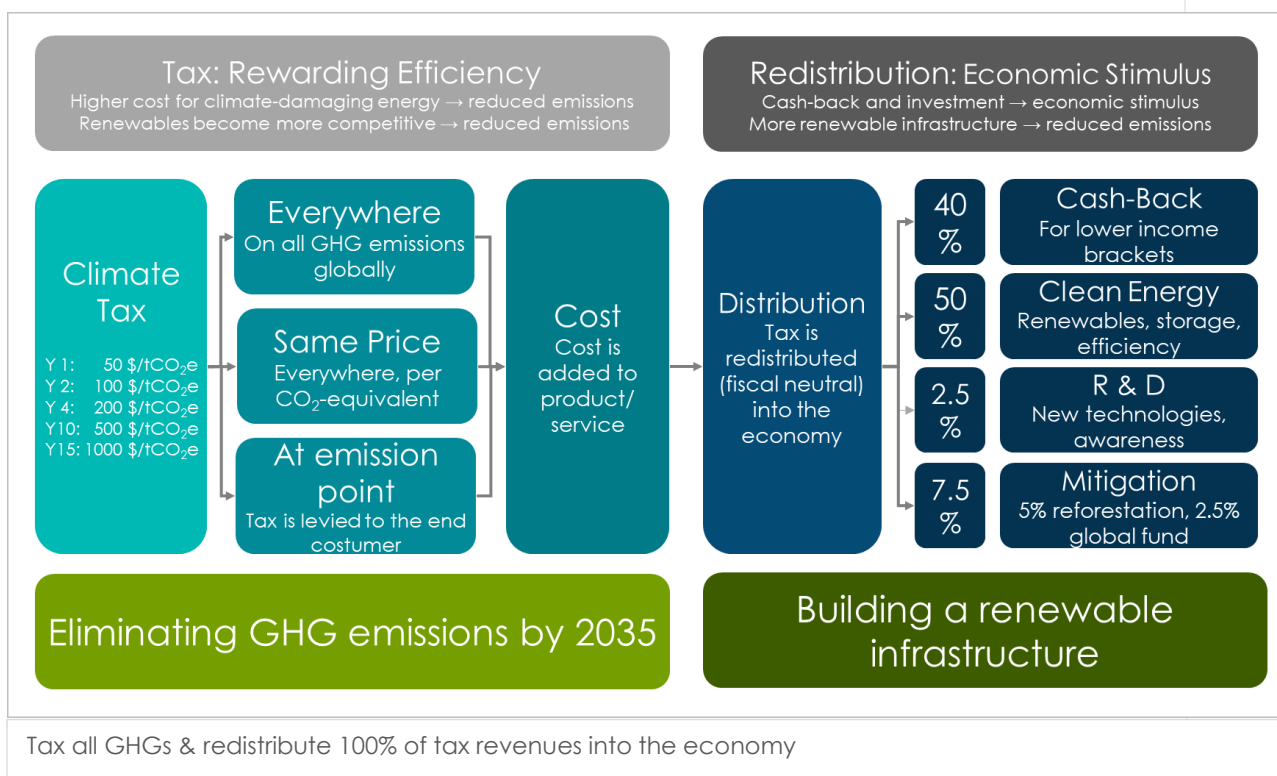 Tax: Rewarding Efficiency
Higher cost for climate-damaging energy → reduced emissions
Renewables become more competitive → reduced emissions
Redistribution: Economic Stimulus
Cash-back and investment → economic stimulus
More renewable infrastructure → reduced emissions
Climate
Tax
Y 1: 50 $/tCO₂e
Y 2: 100 $/tCO₂e
Y 4: 200 $/tCO₂e
Y10: 500 $/tCO₂e
Y15: 1000 $/tCO₂e
Everywhere
On all GHG emissions
globally
Same Price
Everywhere, per
CO₂-equivalent
At emission
point
Tax is levied to the end
costumer
Cost
Cost is
added to
product/
service
Distribution
Tax is
redistributed
(fiscal neutral)
into the
economy
40
%
Cash-Back
For lower income
brackets
50
%
Clean Energy
Renewables, storage,
efficiency
2.5
%
R & D
New technologies,
awareness
7.5
%
Mitigation
5% reforestation, 2.5%
global fund
Eliminating GHG emissions by 2035
Building a renewable
infrastructure
Tax all GHGs & redistribute 100% of tax revenues into the economy